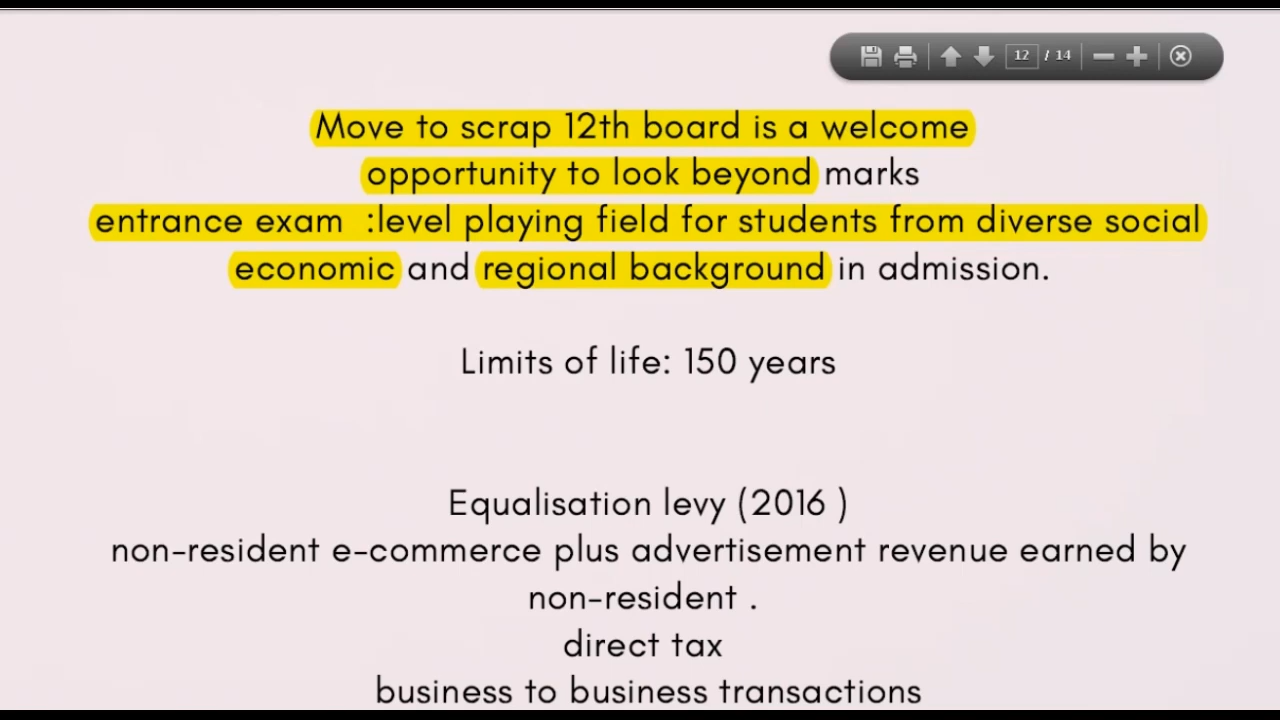 12 / 14
Move to scrap 12th board is a welcome
opportunity to look beyond marks
entrance exam :level playing field for students from diverse social
economic and regional background in admission.
Limits of life: 150 years
Equalisation levy (2016 )
non-resident e-commerce plus advertisement revenue earned by
non-resident .
direct tax
business to business transactions